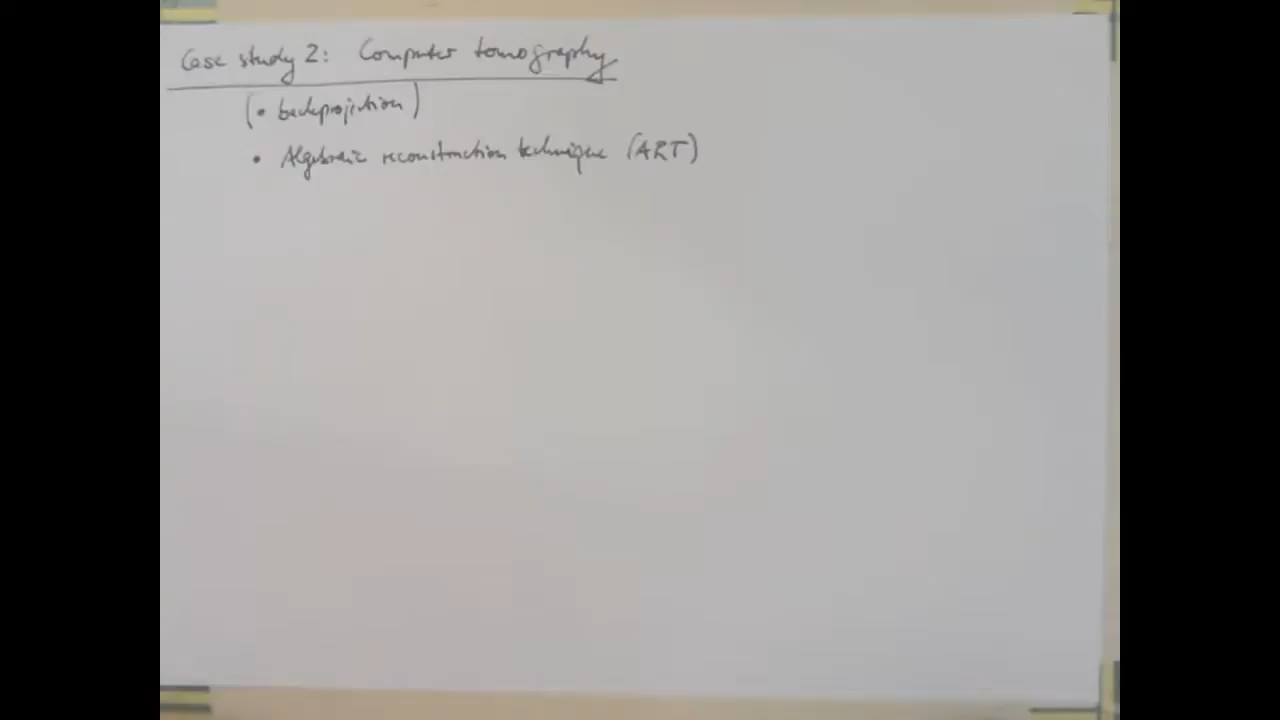 Case study 2: Computer tomography
(• backprojection)
• Algebraic reconstruction technique (ART)